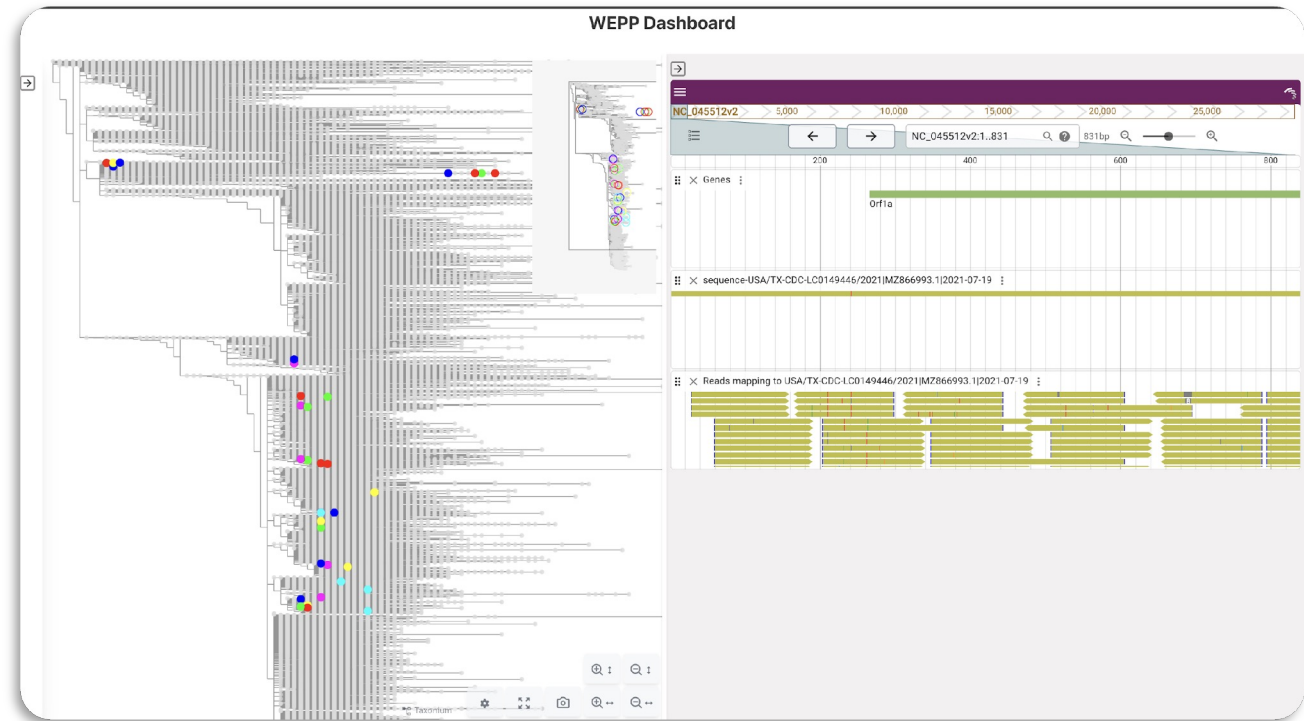 WEPP Dashboard
NC_045512v2 5,000 10,000 15,000 20,000 25,000
NC_045512v2:1..831 831bp
200 400 600 800
Genes
Orf1a
sequence-USA/TX-CDC-LC0149446/2021|MZ866993.1|2021-07-19
Reads mapping to USA/TX-CDC-LC0149446/2021|MZ866993.1|2021-07-19
Taxonium